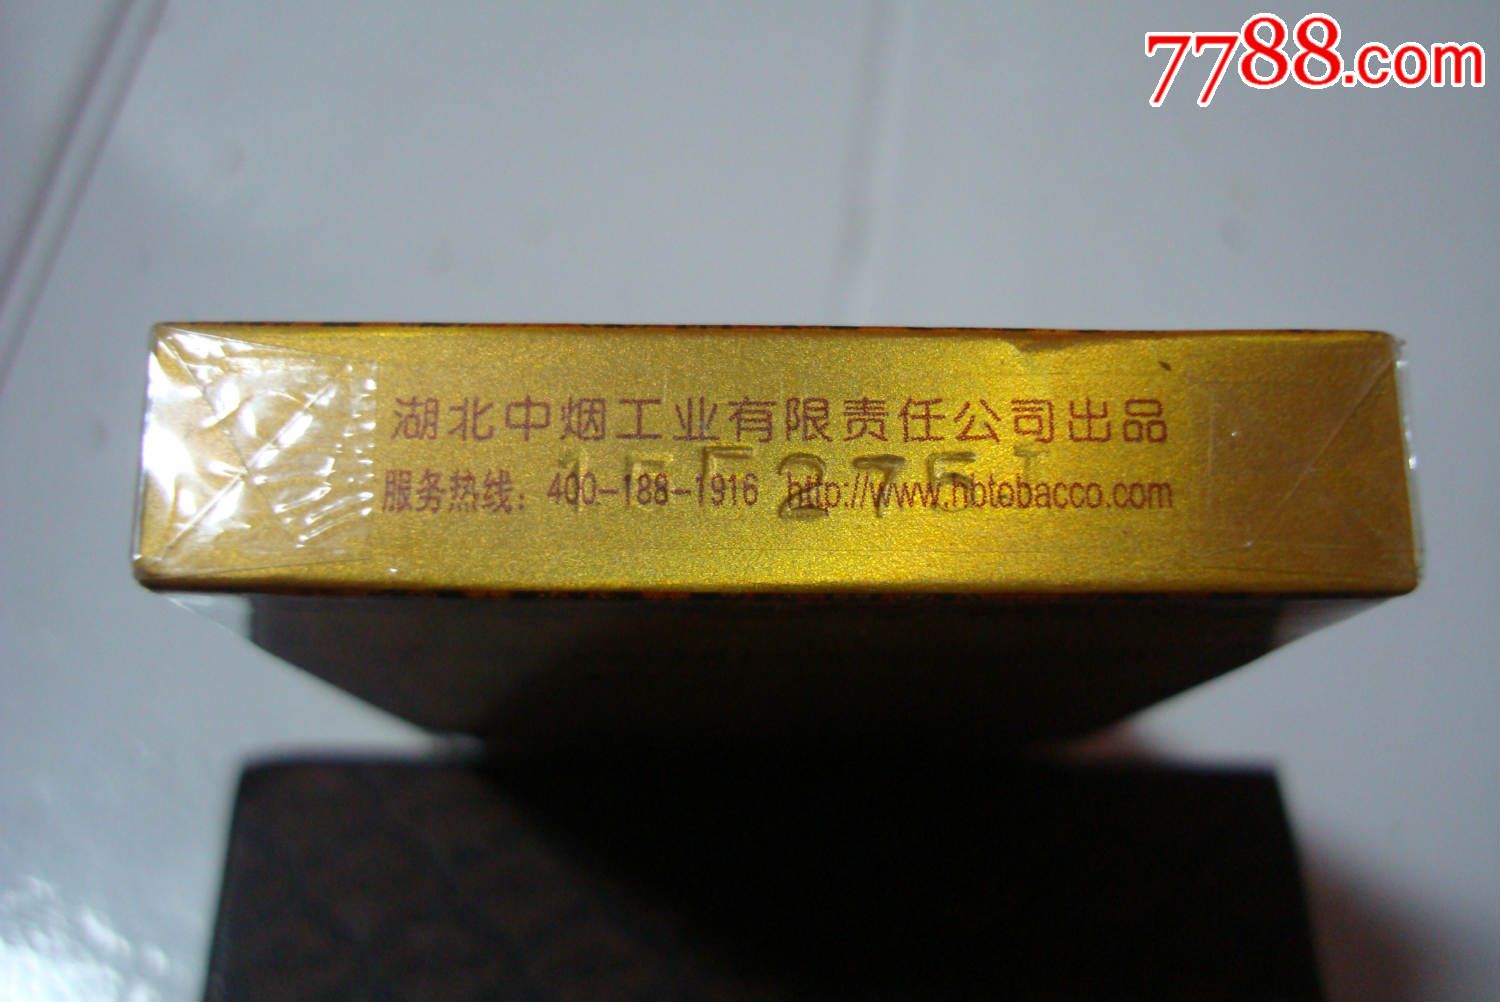 7788.com
湖北中烟工业有限责任公司出品
服务热线：400-188-1916 http://www.hbtobacco.com